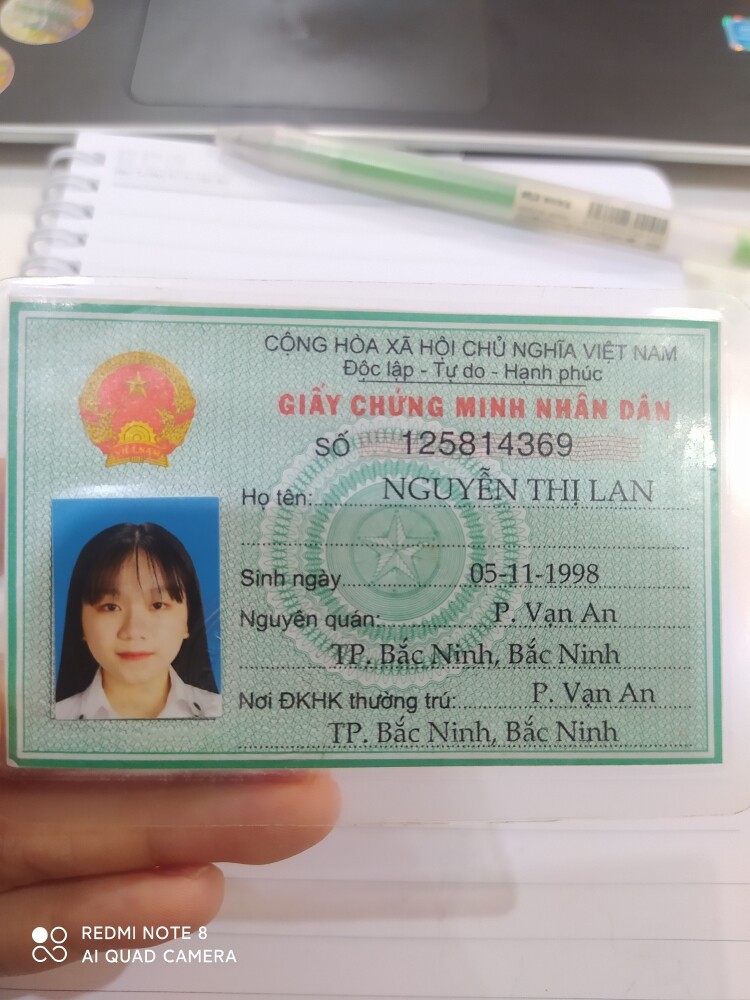 CỘNG HÒA XÃ HỘI CHỦ NGHĨA VIỆT NAM
Độc lập - Tự do - Hạnh phúc
GIẤY CHỨNG MINH NHÂN DÂN
SỐ 125814369
Họ tên: NGUYỄN THỊ LAN
Sinh ngày 05-11-1998
Nguyên quán: P. Vạn An
TP. Bắc Ninh, Bắc Ninh
Nơi ĐKHK thường trú: P. Vạn An
TP. Bắc Ninh, Bắc Ninh
VIỆT NAM
REDMI NOTE 8
AI QUAD CAMERA